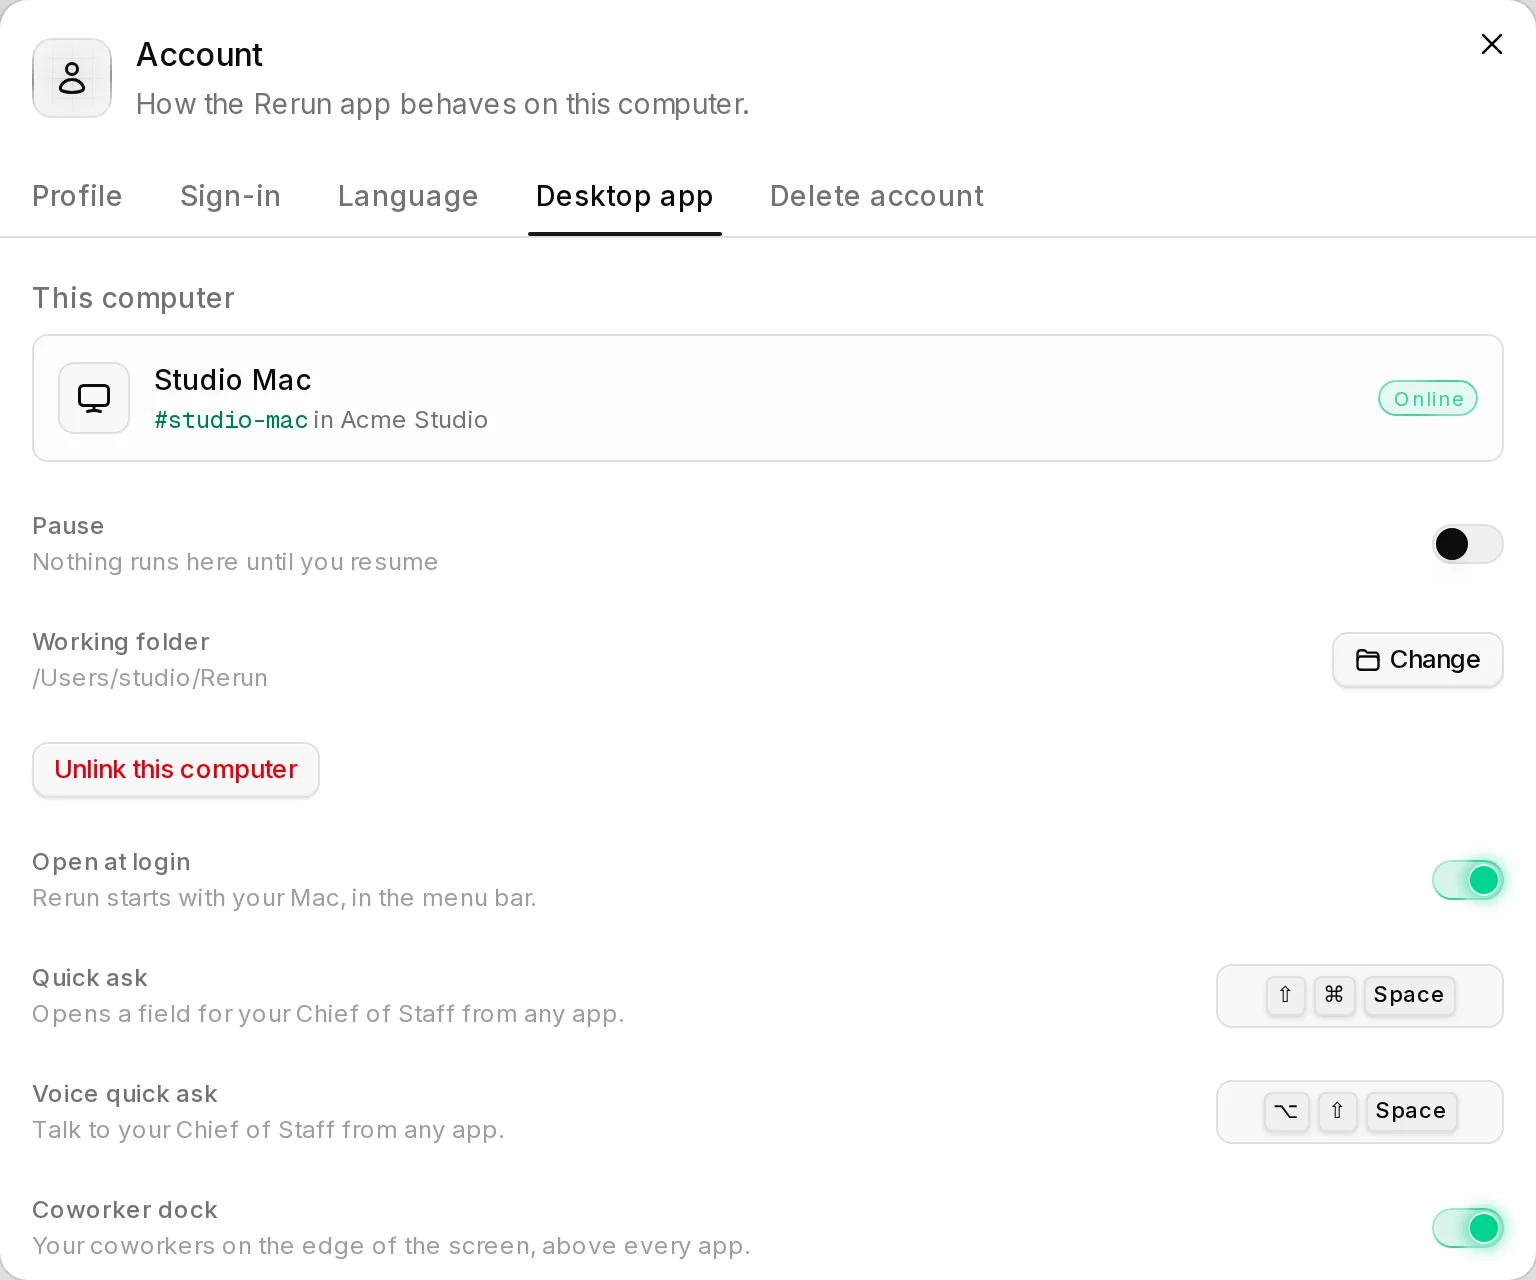 Account
How the Rerun app behaves on this computer.
Profile Sign-in Language Desktop app Delete account
This computer
Studio Mac
#studio-mac in Acme Studio
Online
Pause
Nothing runs here until you resume
Working folder
/Users/studio/Rerun
Change
Unlink this computer
Open at login
Rerun starts with your Mac, in the menu bar.
Quick ask
Opens a field for your Chief of Staff from any app.
⇧ ⌘ Space
Voice quick ask
Talk to your Chief of Staff from any app.
⌥ ⇧ Space
Coworker dock
Your coworkers on the edge of the screen, above every app.